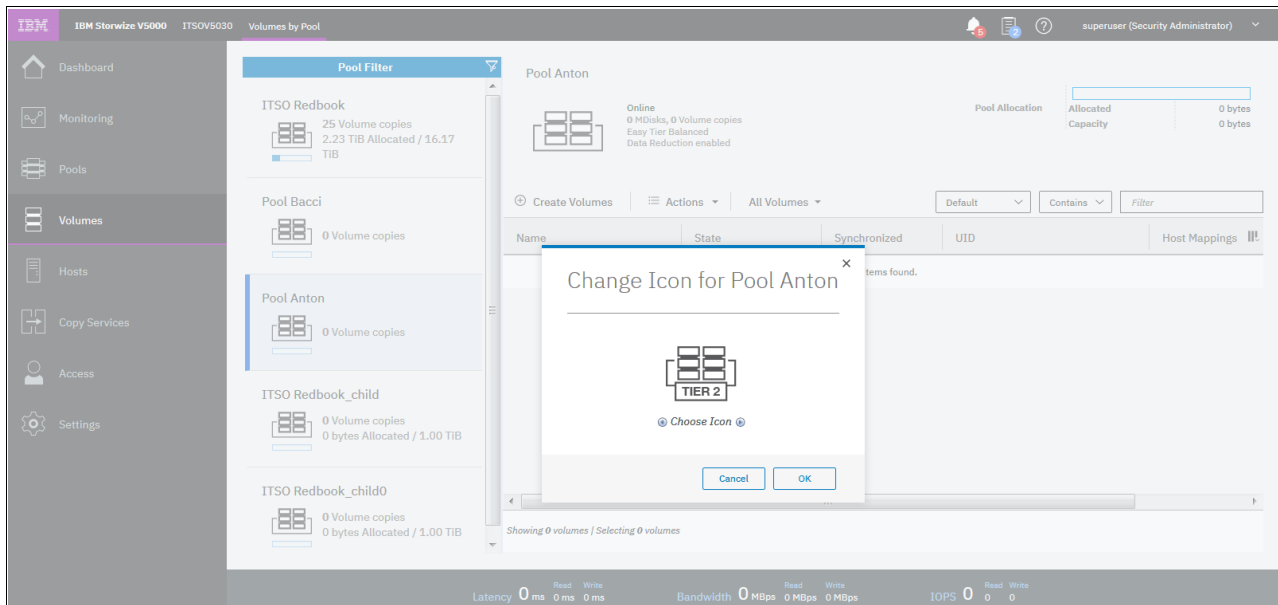 IBM IBM Storwize V5000 ITSOV5030 Volumes by Pool 5 2 ? superuser (Security Administrator)
Dashboard
Monitoring
Pools
Volumes
Hosts
Copy Services
Access
Settings
Pool Filter
ITSO Redbook
25 Volume copies
2.23 TiB Allocated / 16.17
TiB
Pool Bacci
0 Volume copies
Pool Anton
0 Volume copies
ITSO Redbook_child
0 Volume copies
0 bytes Allocated / 1.00 TiB
ITSO Redbook_child0
0 Volume copies
0 bytes Allocated / 1.00 TiB
Pool Anton
Online
0 MDisks, 0 Volume copies
Easy Tier Balanced
Data Reduction enabled
Pool Allocation Allocated 0 bytes
Capacity 0 bytes
Create Volumes Actions All Volumes Default Contains Filter
Name State Synchronized UID Host Mappings
tems found.
Change Icon for Pool Anton
TIER 2
Choose Icon
Cancel OK
Showing 0 volumes | Selecting 0 volumes
Read Write Read Write Read Write
Latency 0 ms 0 ms 0 ms Bandwidth 0 MBps 0 MBps 0 MBps IOPS 0 0 0